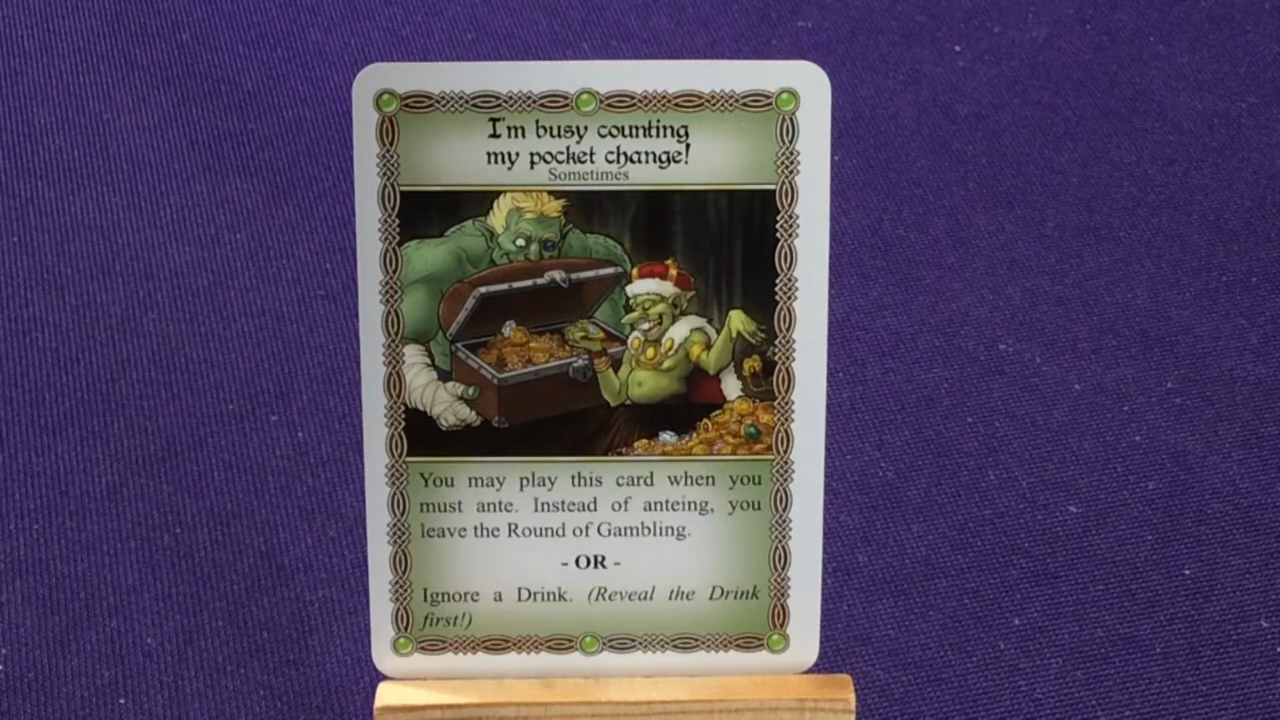 I'm busy counting
my pocket change!
Sometimes
You may play this card when you
must ante. Instead of anteing, you
leave the Round of Gambling.
- OR -
Ignore a Drink. (Reveal the Drink
first!)